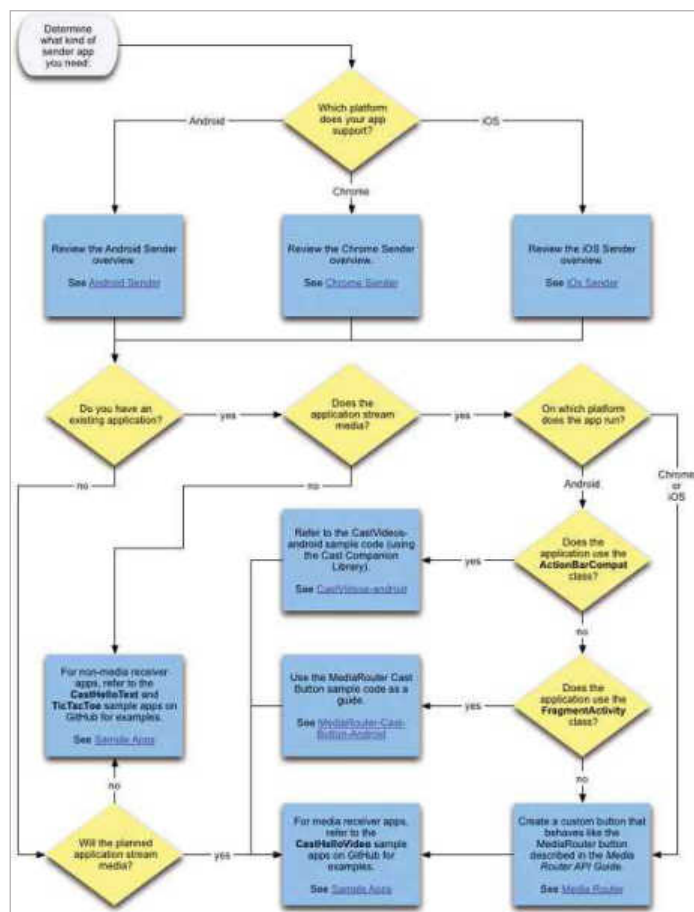 Determine
what kind of
sender app
you need.
Which platform
does your app
support?
Android
iOS
Chrome
Review the Android Sender
overview.
See Android Sender
Review the Chrome Sender
overview.
See Chrome Sender
Review the iOS Sender
overview.
See iOs Sender
Do you have an
existing application?
yes
Does the
application stream
media?
yes
On which platform
does the app run?
no
no
Android
Chrome
or
iOS
Refer to the CastVideos-
android sample code (using
the Cast Companion
Library).
See CastVideos-android
yes
Does the
application use the
ActionBarCompat
class?
no
For non-media receiver
apps, refer to the
CastHelloText and
TicTacToe sample apps on
GitHub for examples.
See Sample Apps
Use the MediaRouter Cast
Button sample code as a
guide.
See MediaRouter-Cast-
Button-Android
yes
Does the
application use the
FragmentActivity
class?
no
no
Will the planned
application stream
media?
yes
For media receiver apps,
refer to the
CastHelloVideo sample
apps on GitHub for
examples.
See Sample Apps
Create a custom button that
behaves like the
MediaRouter button
described in the Media
Router API Guide.
See Media Router